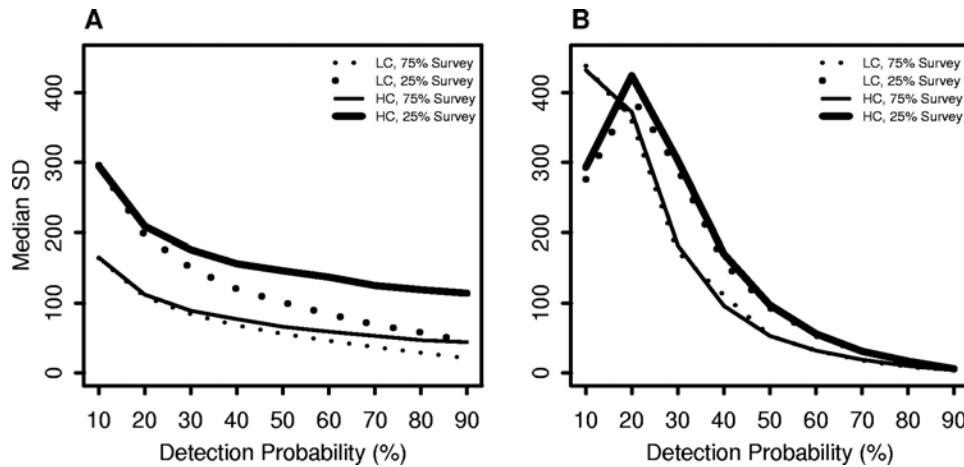 A
LC, 75% Survey
LC, 25% Survey
HC, 75% Survey
HC, 25% Survey
Median SD
400
300
200
100
0
10 20 30 40 50 60 70 80 90
Detection Probability (%)
B
LC, 75% Survey
LC, 25% Survey
HC, 75% Survey
HC, 25% Survey
400
300
200
100
0
10 20 30 40 50 60 70 80 90
Detection Probability (%)